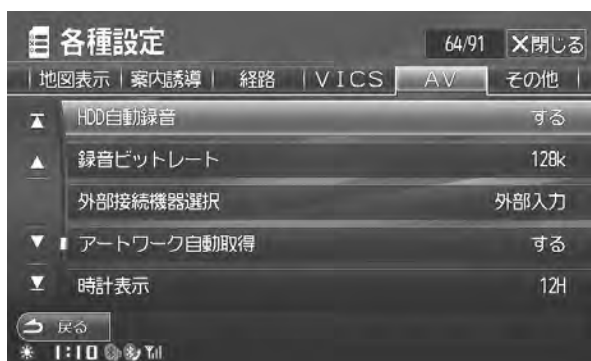 各種設定 64/91 ×閉じる
地図表示 案内誘導 経路 VICS AV その他
HDD自動録音 する
録音ビットレート 128k
外部接続機器選択 外部入力
アートワーク自動取得 する
時計表示 12H
戻る
1:10